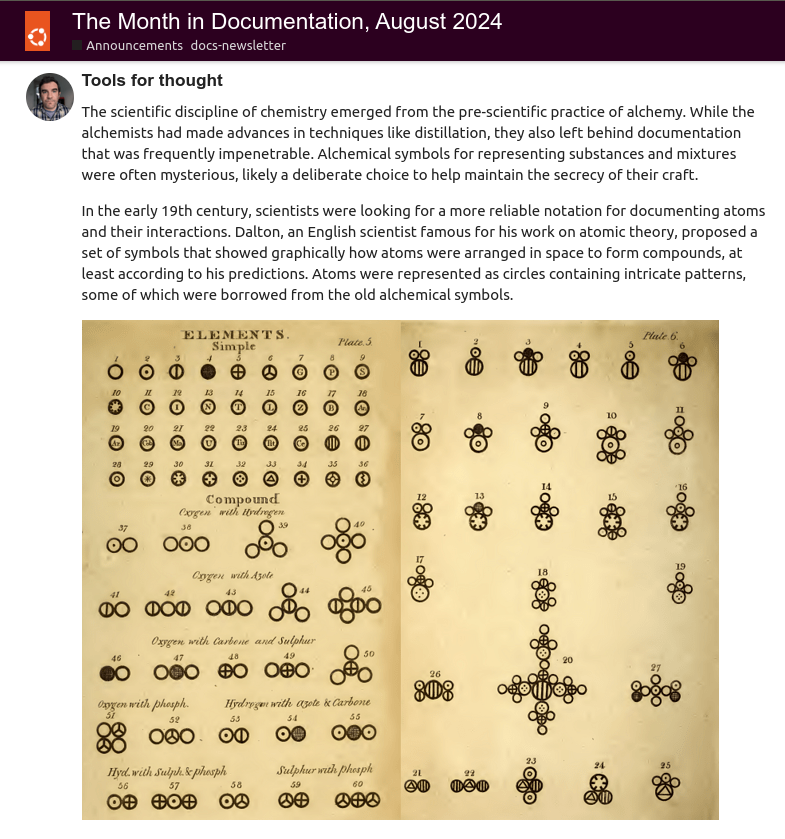 The Month in Documentation, August 2024
Announcements docs-newsletter
Tools for thought
The scientific discipline of chemistry emerged from the pre-scientific practice of alchemy. While the
alchemists had made advances in techniques like distillation, they also left behind documentation
that was frequently impenetrable. Alchemical symbols for representing substances and mixtures
were often mysterious, likely a deliberate choice to help maintain the secrecy of their craft.
In the early 19th century, scientists were looking for a more reliable notation for documenting atoms
and their interactions. Dalton, an English scientist famous for his work on atomic theory, proposed a
set of symbols that showed graphically how atoms were arranged in space to form compounds, at
least according to his predictions. Atoms were represented as circles containing intricate patterns,
some of which were borrowed from the old alchemical symbols.
ELEMENTS.
Simple
Plate 5
1 2 3 4 5 6 7 8 9
G P S
10 11 12 13 14 15 16 17 18
C I N T L Z B
19 20 21 22 23 24 25 26 27
U Ce
28 29 30 31 32 33 34 35 36
Compound
Oxygen with Hydrogen
37 38 39 40
Oxygen with Azote
41 42 43 44 45
Oxygen with Carbone and Sulphur
46 47 48 49 50
Oxygen with phosph. Hydrogen with azote & Carbone
51 52 53 54 55
Hyd. with Sulph. & phosph Sulphur with phosph
56 57 58 59 60
Plate 6.
1 2 3 4 5 6
7 8 9 10 11
12 13 14 15 16
17 18 19
26 20 27
21 22 23 24 25